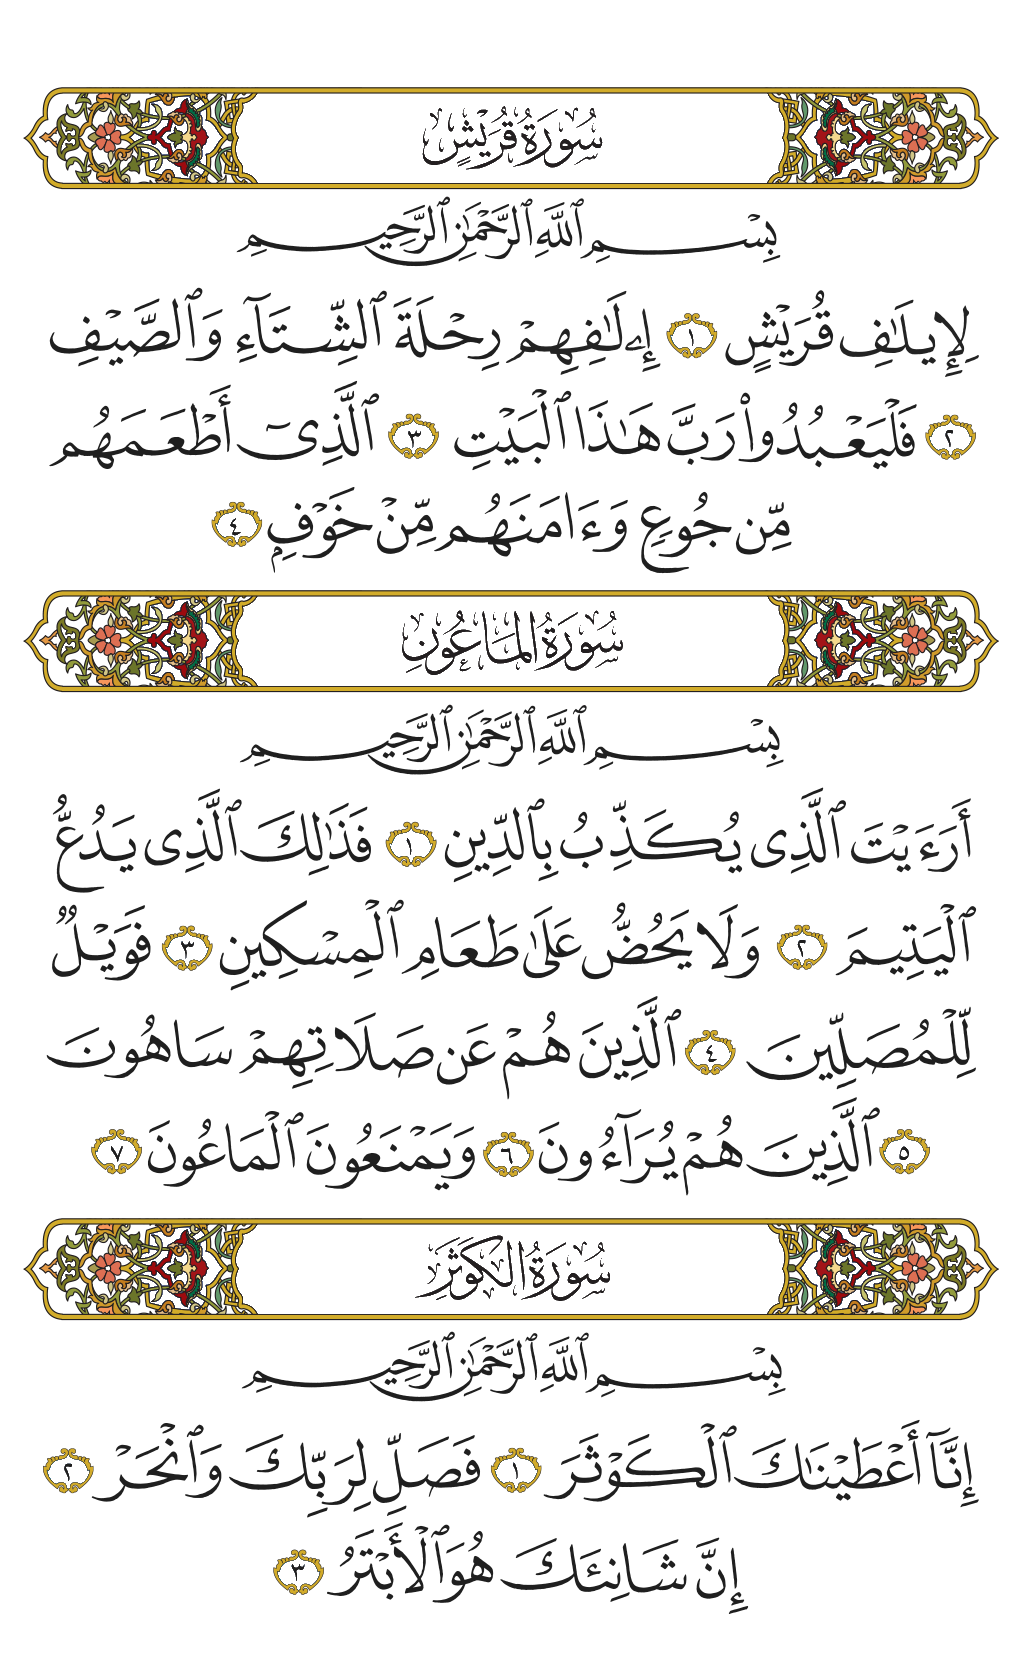 سُورَةُ قُرَيْشٍ
بِسْمِ ٱللَّهِ ٱلرَّحْمَٰنِ ٱلرَّحِيمِ
لِإِيلَٰفِ قُرَيْشٍ ١ إِۦلَٰفِهِمْ رِحْلَةَ ٱلشِّتَآءِ وَٱلصَّيْفِ
٢ فَلْيَعْبُدُوا۟ رَبَّ هَٰذَا ٱلْبَيْتِ ٣ ٱلَّذِىٓ أَطْعَمَهُم
مِّن جُوعٍ وَءَامَنَهُم مِّنْ خَوْفٍۭ ٤
سُورَةُ المَاعُونِ
بِسْمِ ٱللَّهِ ٱلرَّحْمَٰنِ ٱلرَّحِيمِ
أَرَءَيْتَ ٱلَّذِى يُكَذِّبُ بِٱلدِّينِ ١ فَذَٰلِكَ ٱلَّذِى يَدُعُّ
ٱلْيَتِيمَ ٢ وَلَا يَحُضُّ عَلَىٰ طَعَامِ ٱلْمِسْكِينِ ٣ فَوَيْلٌ
لِّلْمُصَلِّينَ ٤ ٱلَّذِينَ هُمْ عَن صَلَاتِهِمْ سَاهُونَ
٥ ٱلَّذِينَ هُمْ يُرَآءُونَ ٦ وَيَمْنَعُونَ ٱلْمَاعُونَ ٧
سُورَةُ الكَوْثَرِ
بِسْمِ ٱللَّهِ ٱلرَّحْمَٰنِ ٱلرَّحِيمِ
إِنَّآ أَعْطَيْنَٰكَ ٱلْكَوْثَرَ ١ فَصَلِّ لِرَبِّكَ وَٱنْحَرْ ٢
إِنَّ شَانِئَكَ هُوَ ٱلْأَبْتَرُ ٣